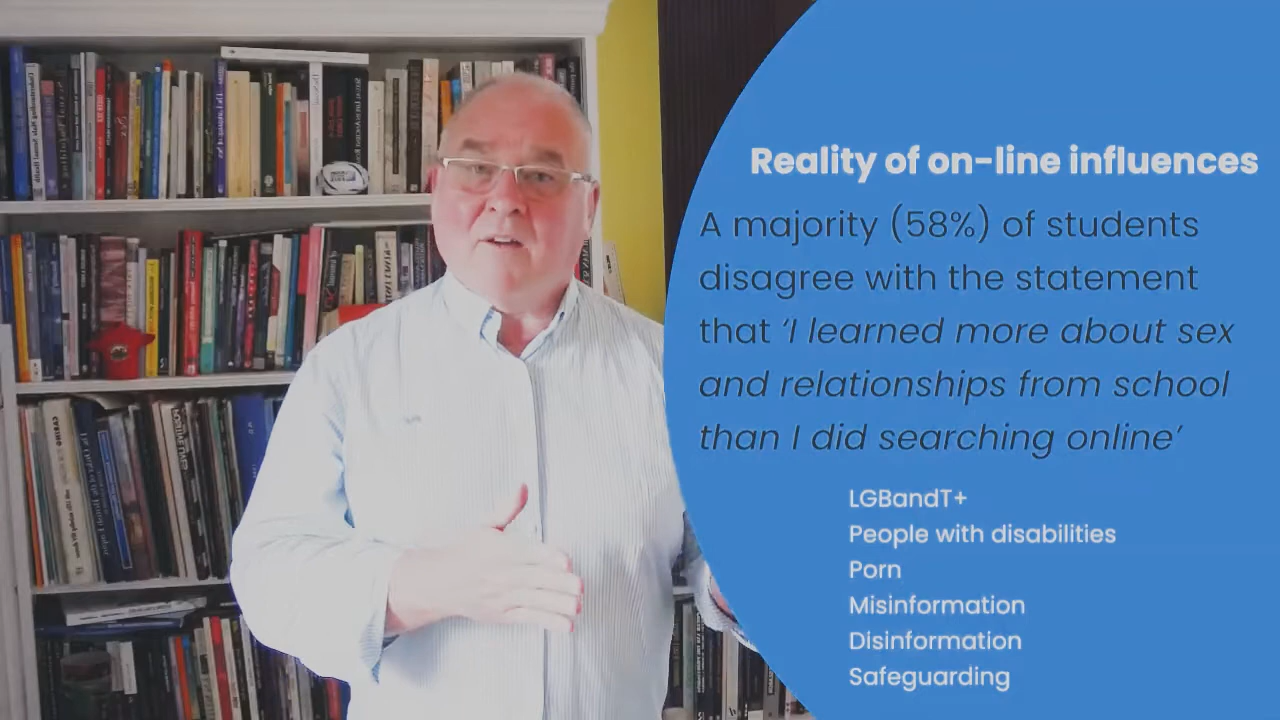 Reality of on-line influences
A majority (58%) of students
disagree with the statement
that ‘I learned more about sex
and relationships from school
than I did searching online’
LGBandT+
People with disabilities
Porn
Misinformation
Disinformation
Safeguarding